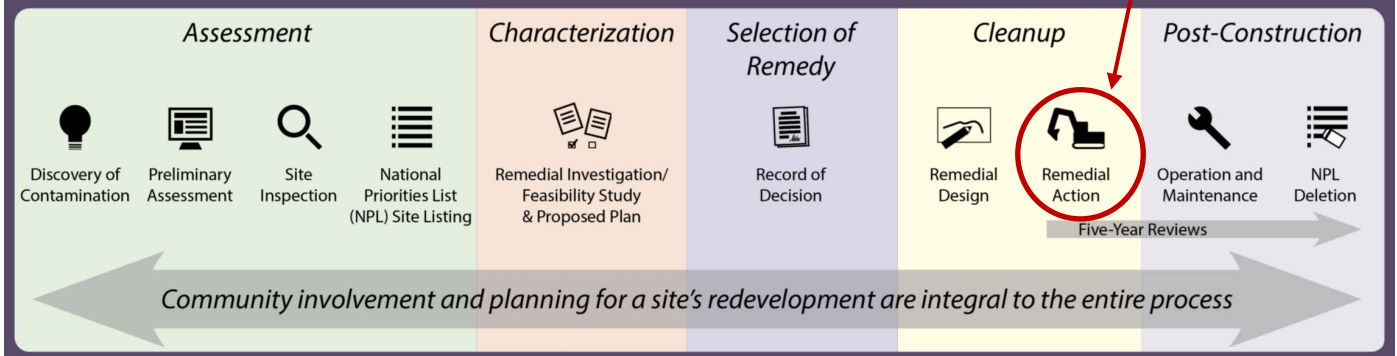 Assessment
Characterization
Selection of
Remedy
Cleanup
Post-Construction
Discovery of
Contamination
Preliminary
Assessment
Site
Inspection
National
Priorities List
(NPL) Site Listing
Remedial Investigation/
Feasibility Study
& Proposed Plan
Record of
Decision
Remedial
Design
Remedial
Action
Operation and
Maintenance
NPL
Deletion
Five-Year Reviews
Community involvement and planning for a site's redevelopment are integral to the entire process